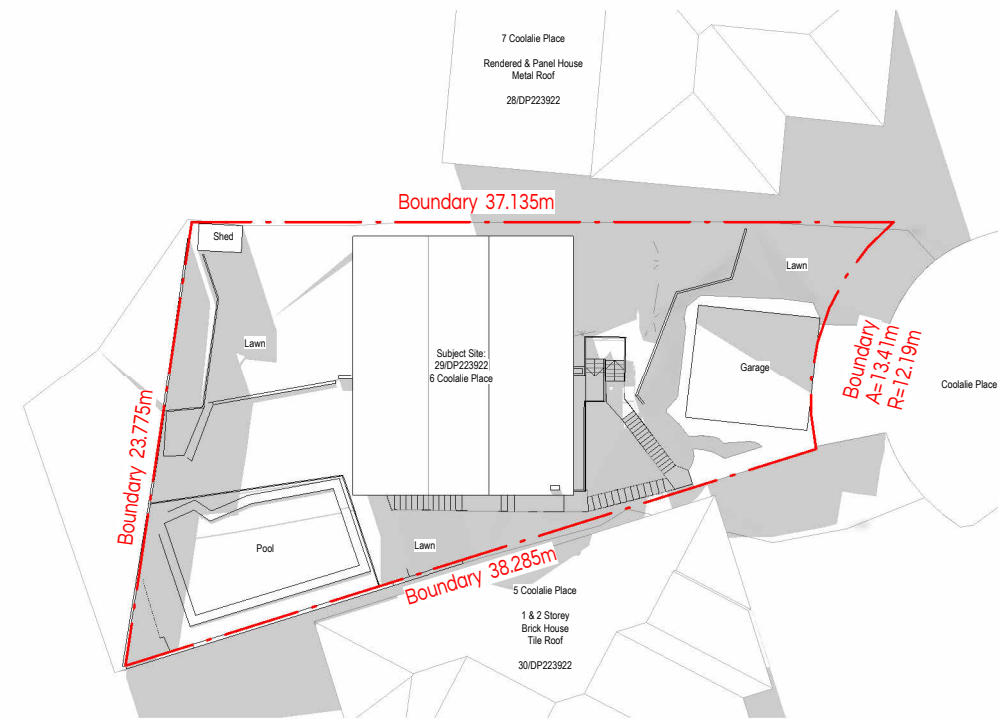 7 Coolalie Place
Rendered & Panel House
Metal Roof
28/DP223922
Boundary 37.135m
Shed
Lawn
Lawn
Subject Site:
29/DP223922
6 Coolalie Place
Garage
Boundary
A=13.41m
R=12.19m
Coolalie Place
Boundary 23.775m
Pool
Lawn
Boundary 38.285m
5 Coolalie Place
1 & 2 Storey
Brick House
Tile Roof
30/DP223922